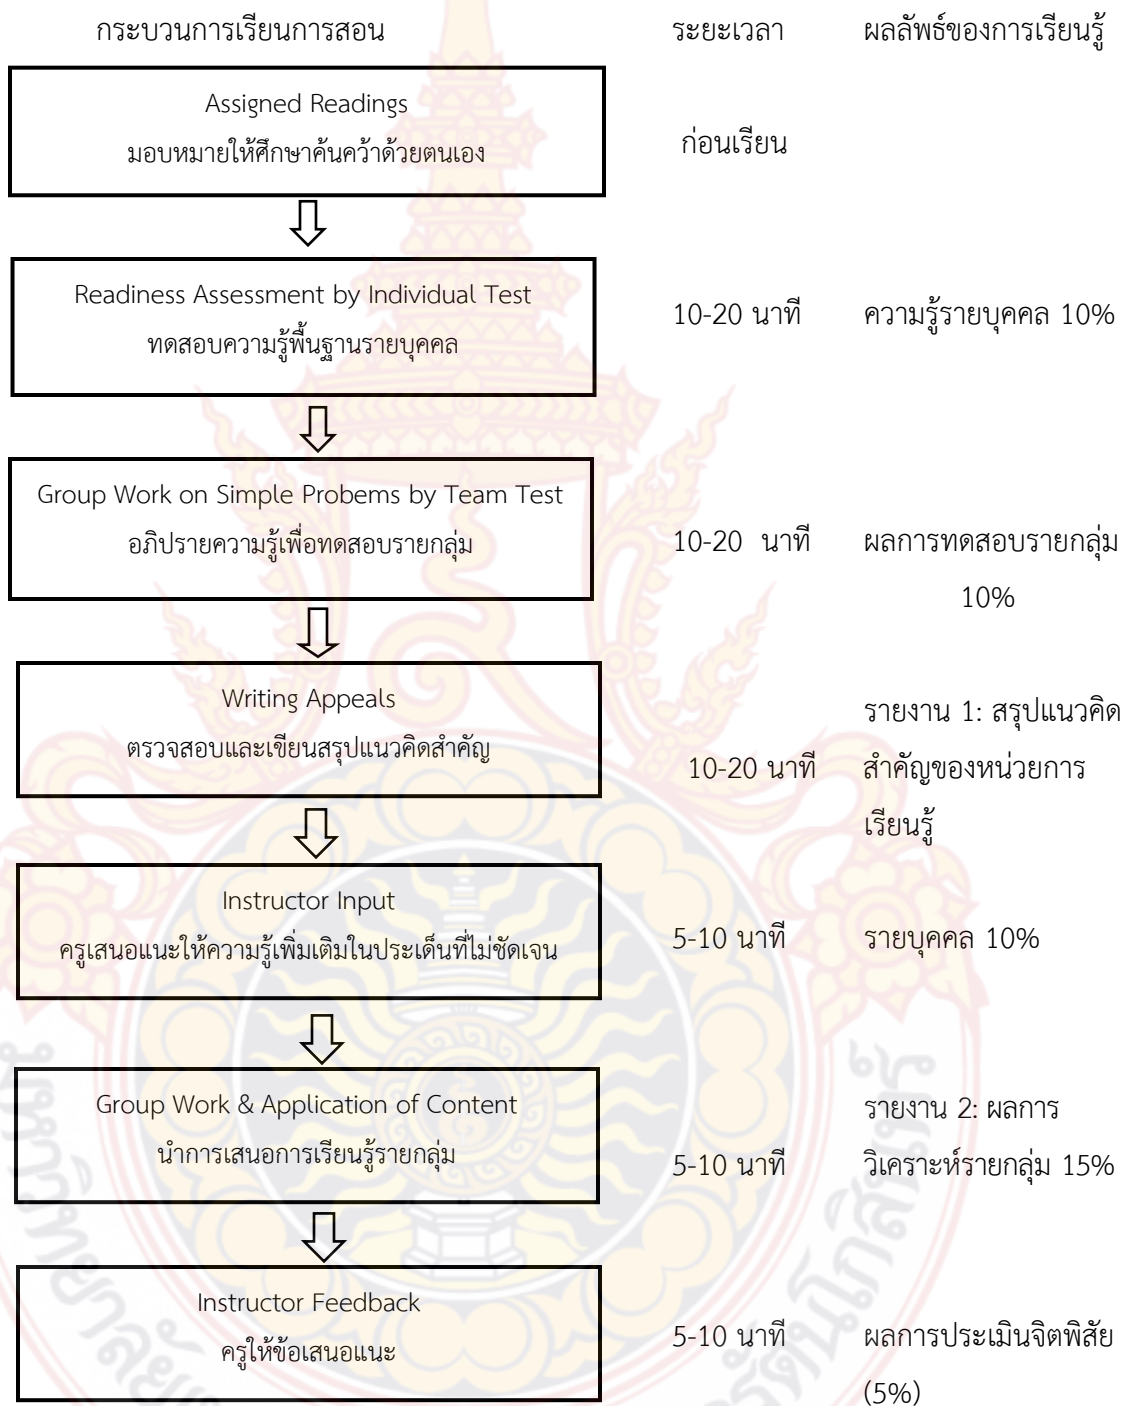 กระบวนการเรียนการสอน ระยะเวลา ผลลัพธ์ของการเรียนรู้
Assigned Readings
มอบหมายให้ศึกษาค้นคว้าด้วยตนเอง
ก่อนเรียน
Readiness Assessment by Individual Test
ทดสอบความรู้พื้นฐานรายบุคคล
10-20 นาที ความรู้รายบุคคล 10%
Group Work on Simple Probems by Team Test
อภิปรายความรู้เพื่อทดสอบรายกลุ่ม
10-20 นาที ผลการทดสอบรายกลุ่ม
10%
Writing Appeals
ตรวจสอบและเขียนสรุปแนวคิดสำคัญ
10-20 นาที
รายงาน 1: สรุปแนวคิด
สำคัญของหน่วยการ
เรียนรู้
Instructor Input
ครูเสนอแนะให้ความรู้เพิ่มเติมในประเด็นที่ไม่ชัดเจน
5-10 นาที รายบุคคล 10%
Group Work & Application of Content
นำการเสนอการเรียนรู้รายกลุ่ม
5-10 นาที
รายงาน 2: ผลการ
วิเคราะห์รายกลุ่ม 15%
Instructor Feedback
ครูให้ข้อเสนอแนะ
5-10 นาที ผลการประเมินจิตพิสัย
(5%)